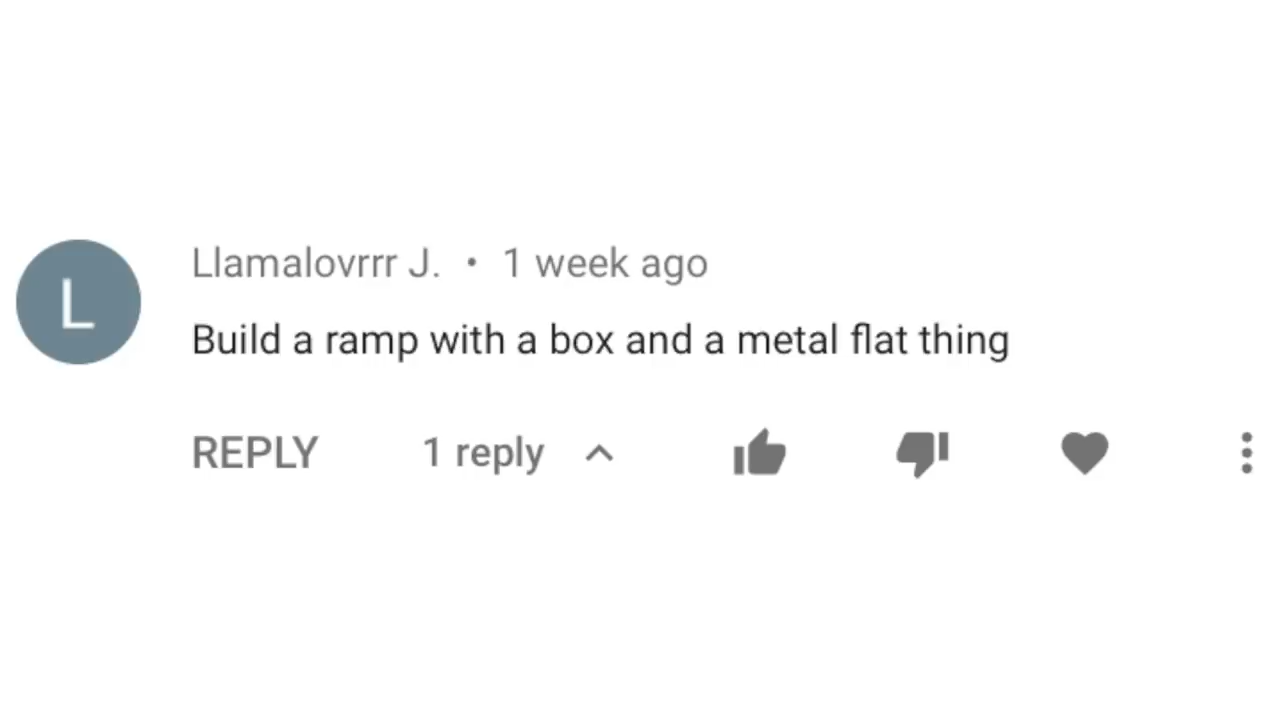 L
Llamalovrrr J. • 1 week ago
Build a ramp with a box and a metal flat thing
REPLY 1 reply